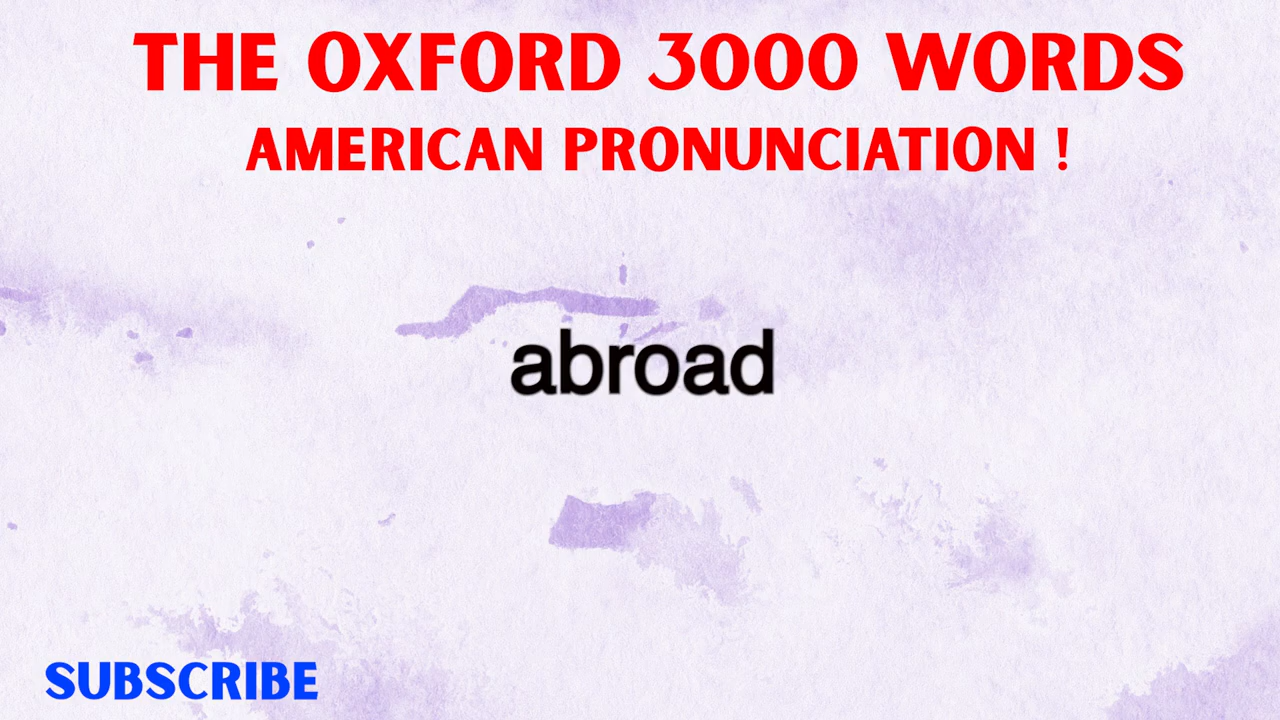 THE OXFORD 3000 WORDS
AMERICAN PRONUNCIATION !
abroad
SUBSCRIBE